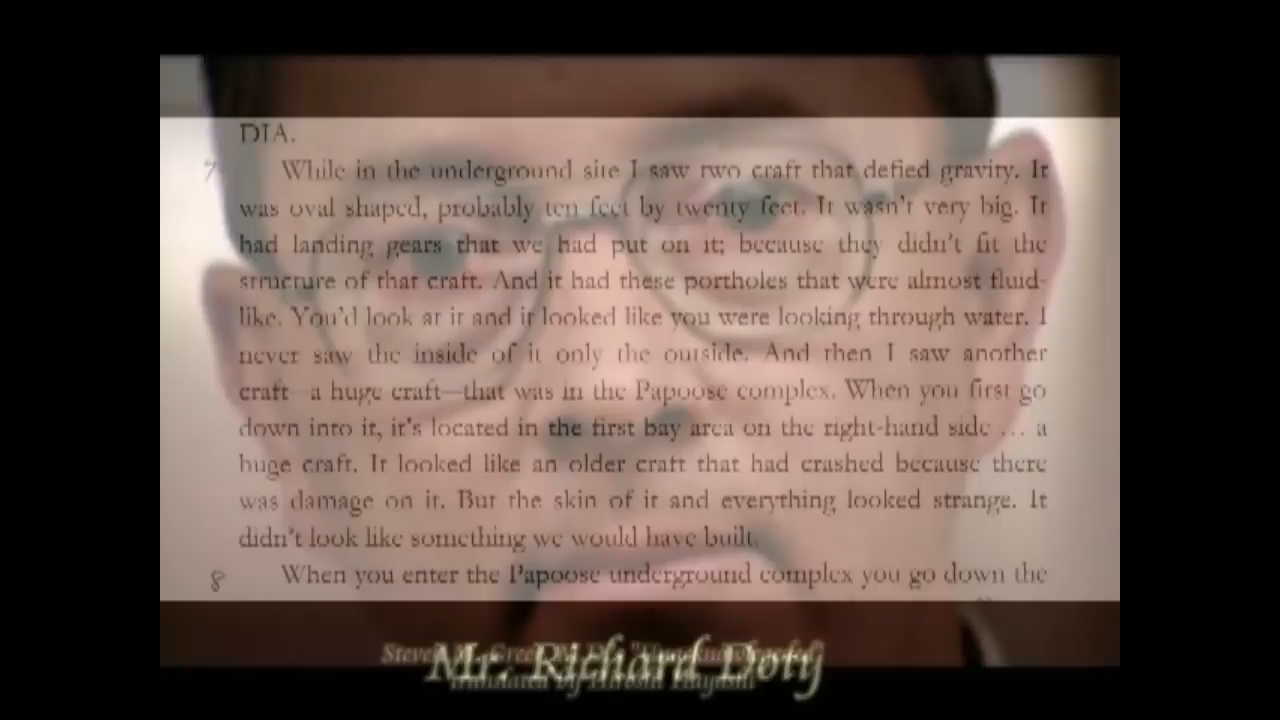 DIA.
7 While in the underground site I saw two craft that defied gravity. It
was oval shaped, probably ten feet by twenty feet. It wasn't very big. It
had landing gears that we had put on it; because they didn't fit the
structure of that craft. And it had these portholes that were almost fluid-
like. You'd look at it and it looked like you were looking through water. I
never saw the inside of it only the outside. And then I saw another
craft—a huge craft—that was in the Papoose complex. When you first go
down into it, it's located in the first bay area on the right-hand side … a
huge craft. It looked like an older craft that had crashed because there
was damage on it. But the skin of it and everything looked strange. It
didn't look like something we would have built.
8 When you enter the Papoose underground complex you go down the
Mr. Richard Doty
translated by